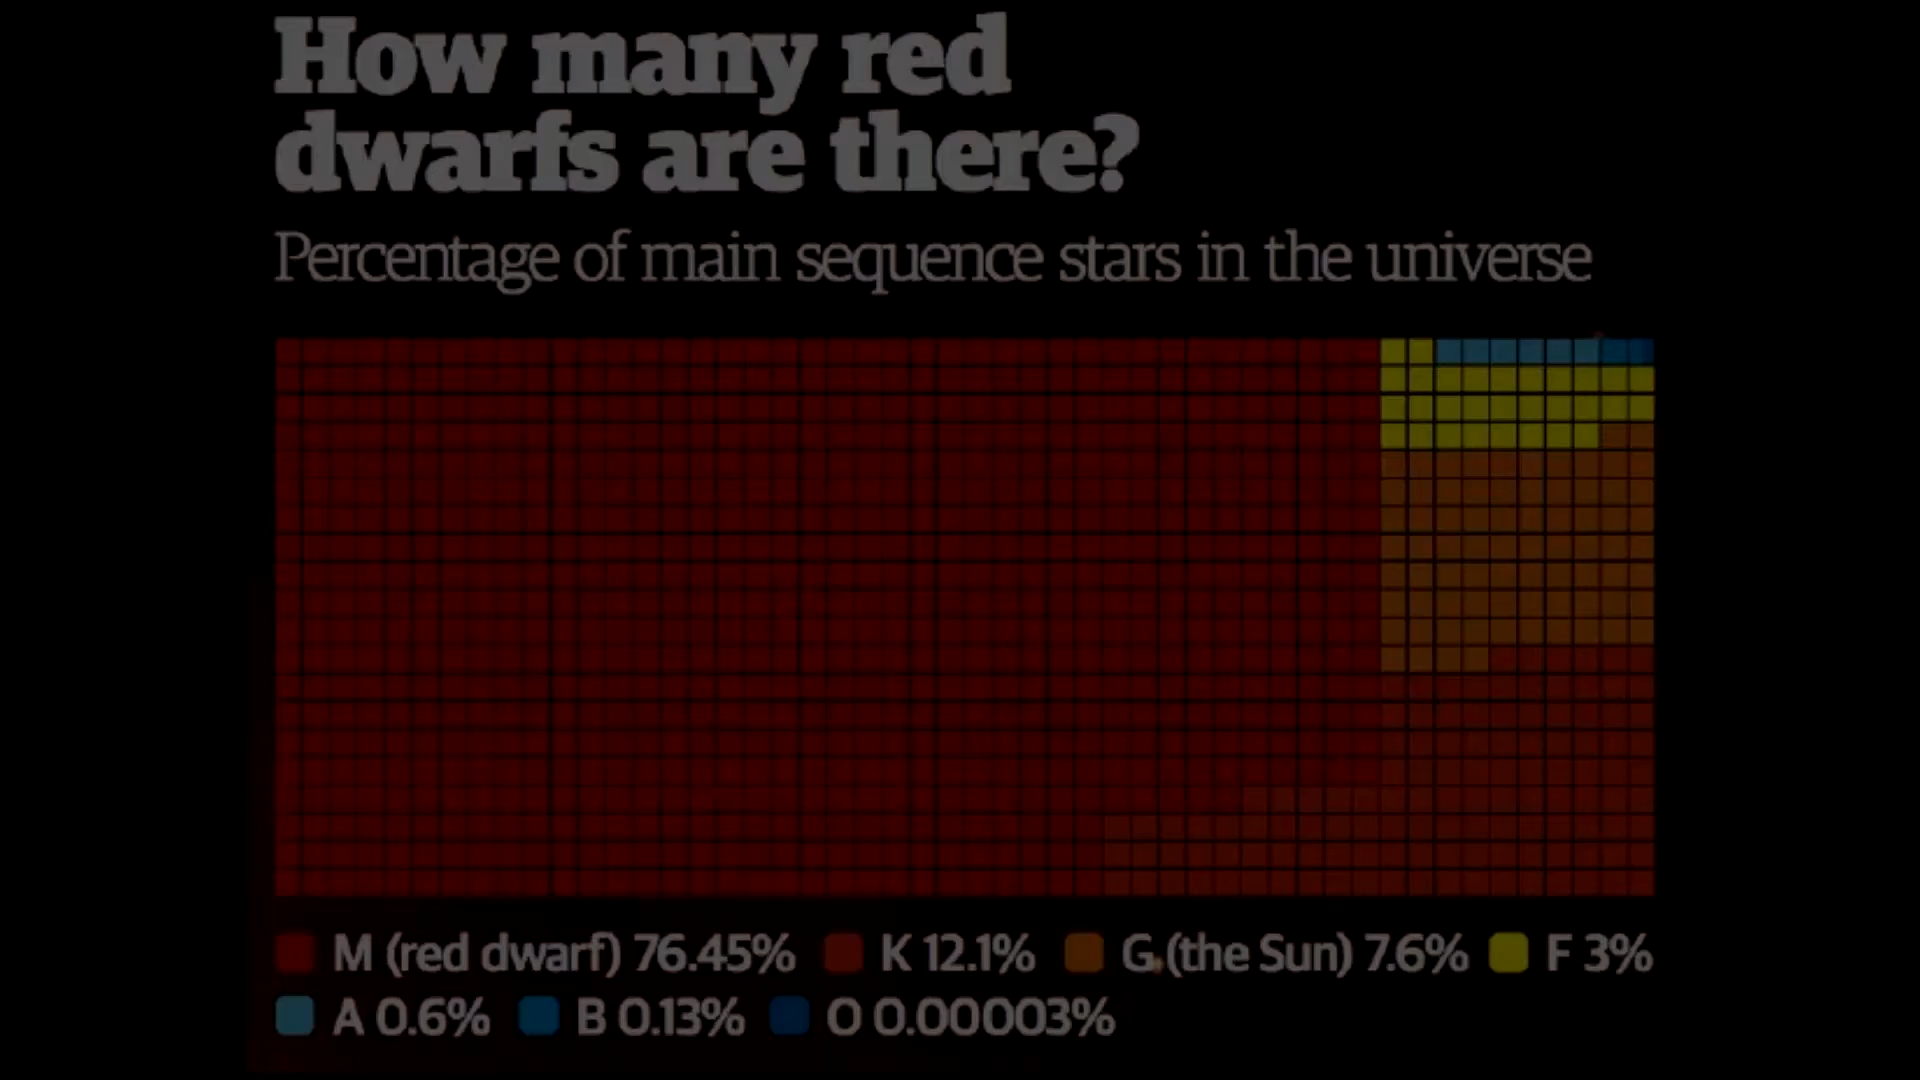 How many red
dwarfs are there?
Percentage of main sequence stars in the universe
M (red dwarf) 76.45% K 12.1% G (the Sun) 7.6% F 3%
A 0.6% B 0.13% O 0.00003%